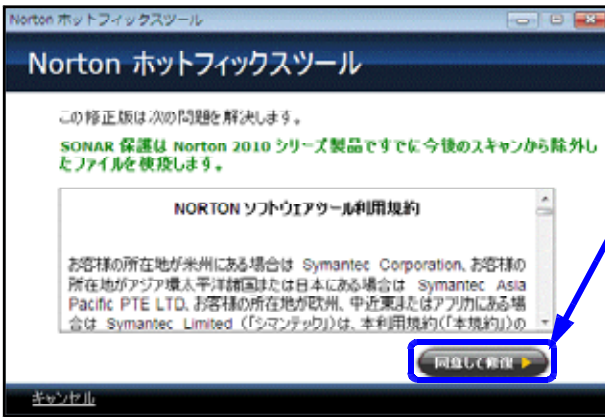 Norton ホットフィックスツール
Norton ホットフィックスツール
この修正版は次の問題を解決します。
SONAR 保護は Norton 2010 シリーズ製品ですでに今後のスキャンから除外し
たファイルを検疫します。
NORTON ソフトウェアツール利用規約
お客様の所在地が米州にある場合は Symantec Corporation、お客様の
所在地がアジア環太平洋諸国または日本にある場合は Symantec Asia
Pacific PTE LTD、お客様の所在地が欧州、中近東またはアフリカにある場
合は Symantec Limited (「シマンテック」)は、本利用規約(「本規約」)の
同意して修復
キャンセル